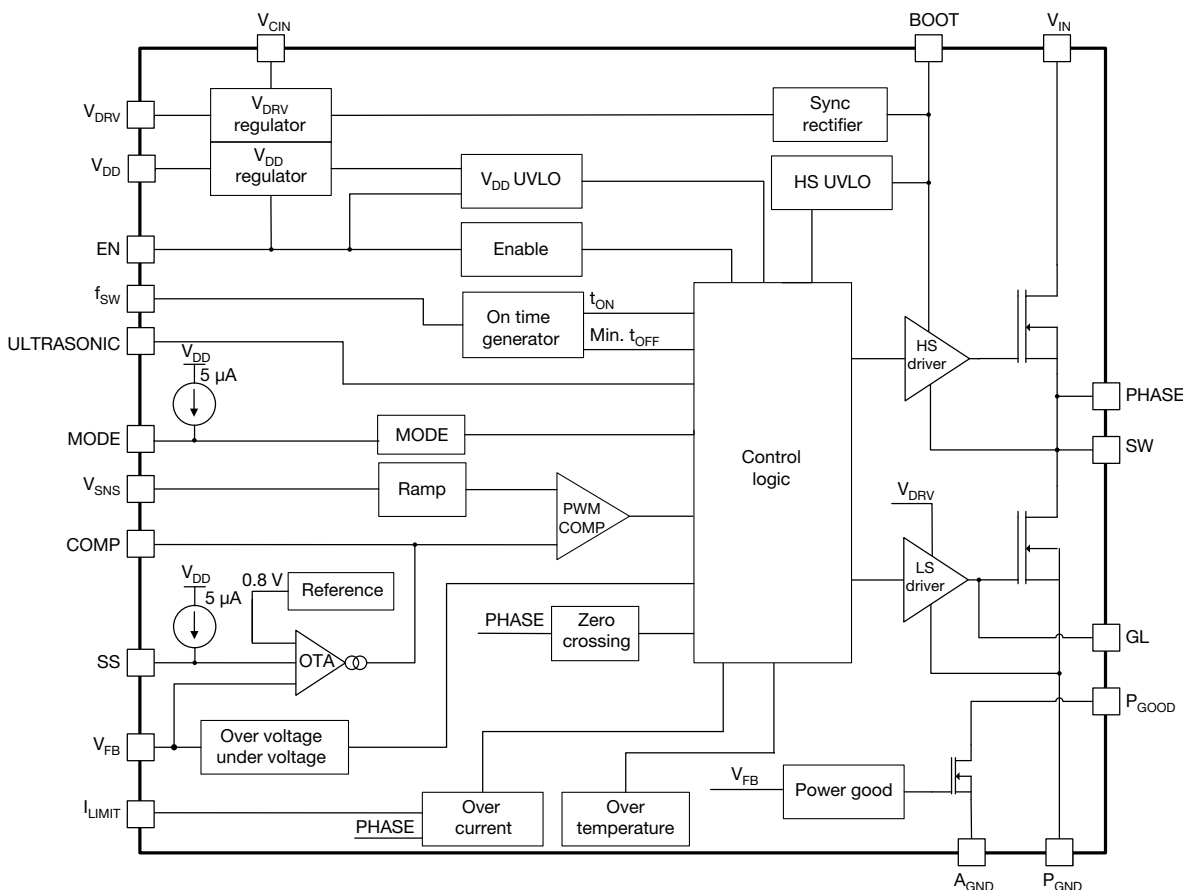 VCIN
BOOT
VIN
VDRV
VDRV
regulator
Sync
rectifier
VDD
VDD
regulator
VDD UVLO
HS UVLO
EN
Enable
fSW
On time
generator
tON
Min. tOFF
ULTRASONIC
VDD
5 µA
HS
driver
PHASE
MODE
MODE
SW
Control
logic
VSNS
Ramp
PWM
COMP
VDRV
COMP
VDD
5 µA
0.8 V
Reference
LS
driver
PHASE
Zero
crossing
GL
SS
OTA
PGOOD
VFB
Over voltage
under voltage
VFB
Power good
ILIMIT
PHASE
Over
current
Over
temperature
AGND
PGND